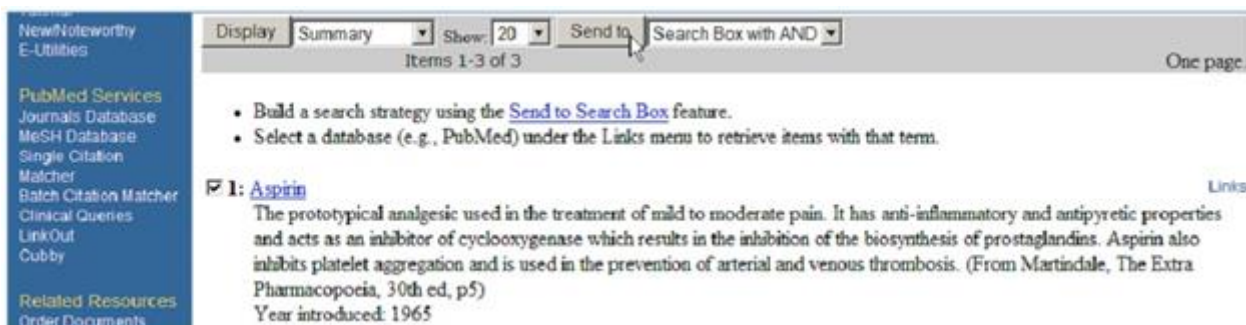 New/Noteworthy
E-Utilities
PubMed Services
Journals Database
MeSH Database
Single Citation
Matcher
Batch Citation Matcher
Clinical Queries
LinkOut
Cubby
Related Resources
Order Documents
Display Summary Show: 20 Send to Search Box with AND
Items 1-3 of 3 One page.
• Build a search strategy using the Send to Search Box feature.
• Select a database (e.g., PubMed) under the Links menu to retrieve items with that term.
1: Aspirin Links
The prototypical analgesic used in the treatment of mild to moderate pain. It has anti-inflammatory and antipyretic properties
and acts as an inhibitor of cyclooxygenase which results in the inhibition of the biosynthesis of prostaglandins. Aspirin also
inhibits platelet aggregation and is used in the prevention of arterial and venous thrombosis. (From Martindale, The Extra
Pharmacopoeia, 30th ed, p5)
Year introduced: 1965